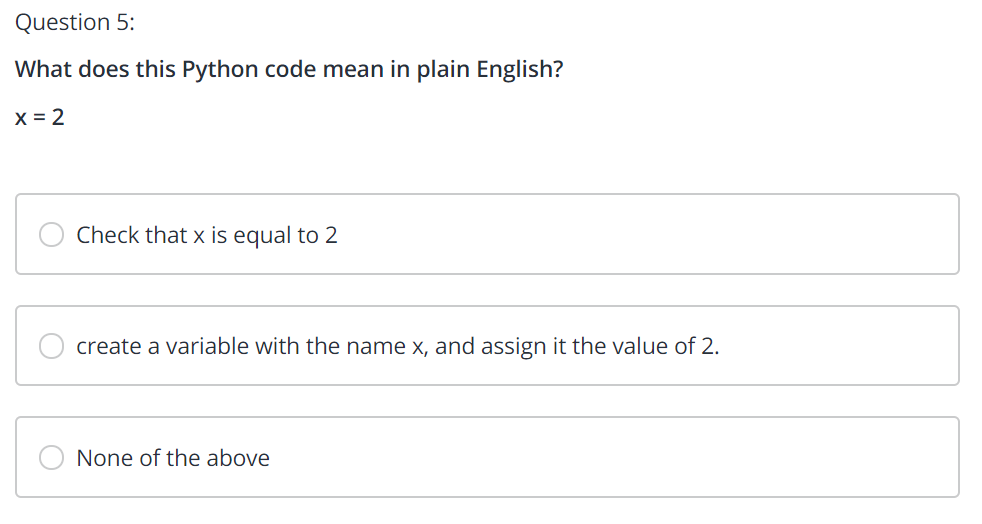 Question 5:
What does this Python code mean in plain English?
x = 2
Check that x is equal to 2
create a variable with the name x, and assign it the value of 2.
None of the above